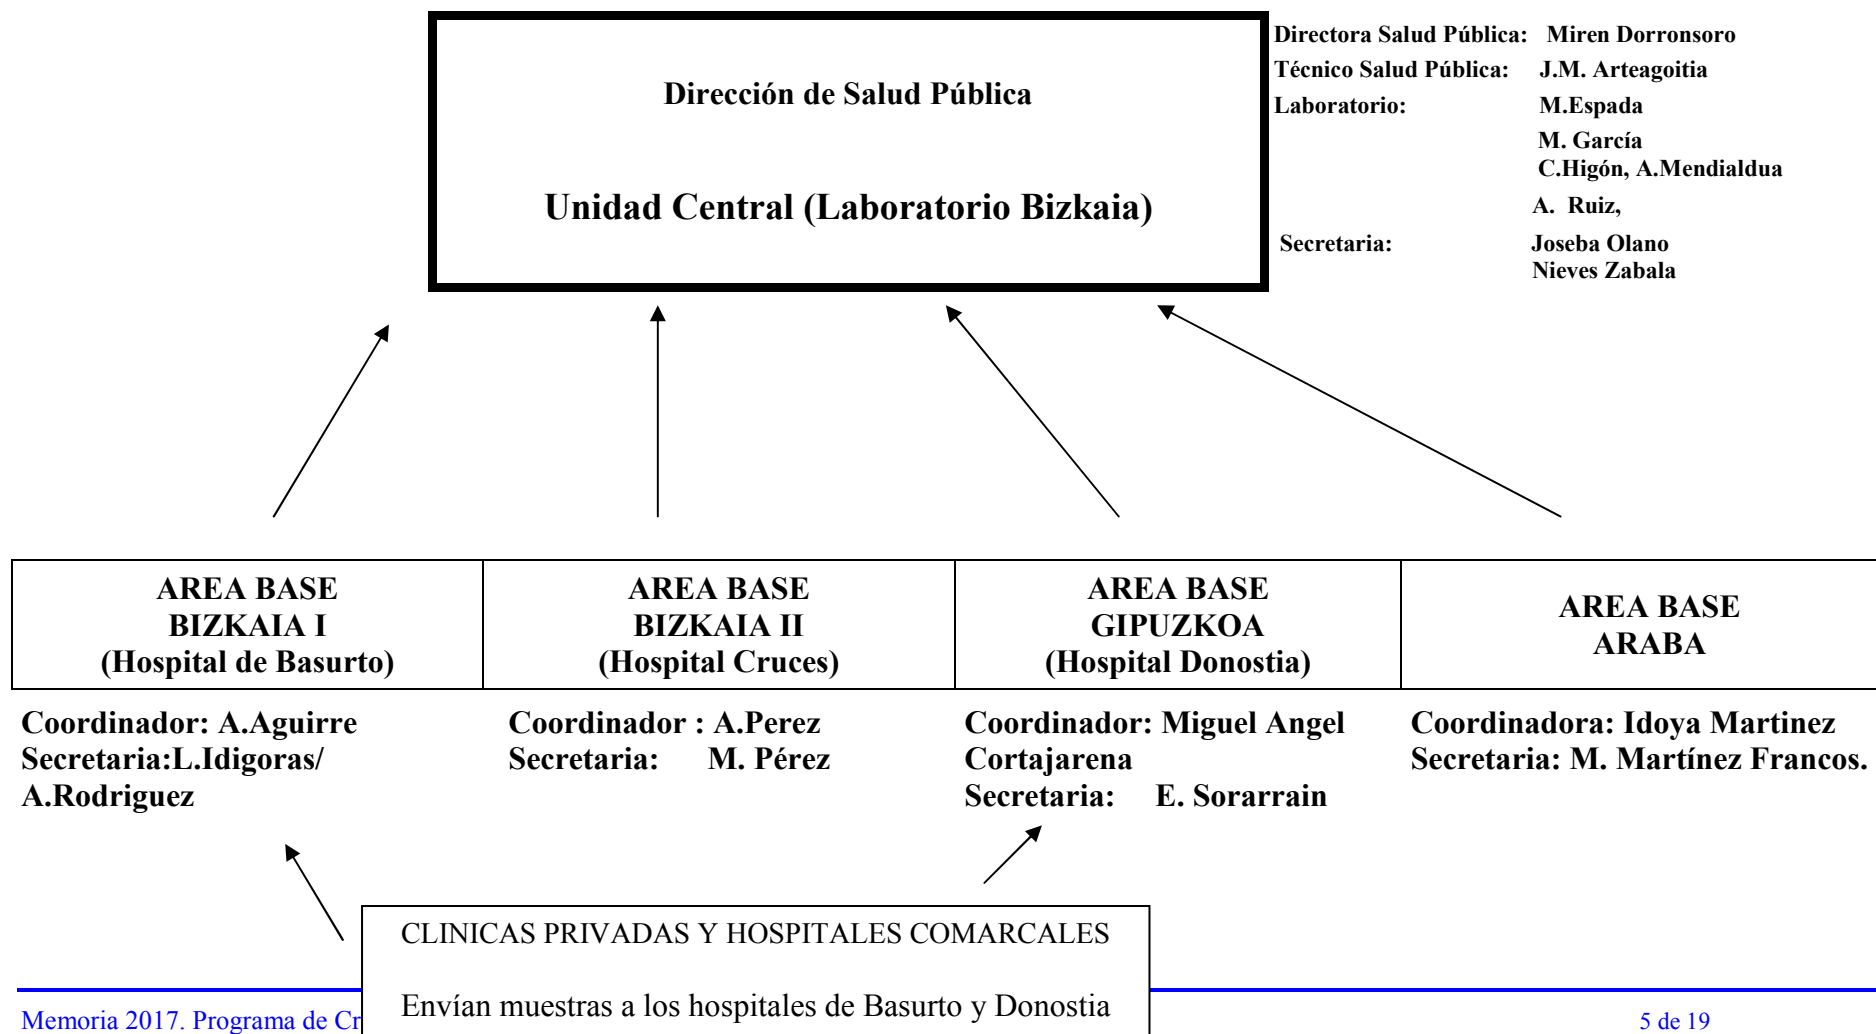 Dirección de Salud Pública
Unidad Central (Laboratorio Bizkaia)
Directora Salud Pública: Miren Dorronsoro
Técnico Salud Pública: J.M. Arteagoitia
Laboratorio: M.Espada
M. García
C.Higón, A.Mendialdua
A. Ruiz,
Secretaria: Joseba Olano
Nieves Zabala
AREA BASE
BIZKAIA I
(Hospital de Basurto)
AREA BASE
BIZKAIA II
(Hospital Cruces)
AREA BASE
GIPUZKOA
(Hospital Donostia)
AREA BASE
ARABA
Coordinador: A.Aguirre
Secretaria:L.Idigoras/
A.Rodriguez
Coordinador : A.Perez
Secretaria: M. Pérez
Coordinador: Miguel Angel
Cortajarena
Secretaria: E. Sorarrain
Coordinadora: Idoya Martinez
Secretaria: M. Martínez Francos.
CLINICAS PRIVADAS Y HOSPITALES COMARCALES
Envían muestras a los hospitales de Basurto y Donostia
Memoria 2017. Programa de Cr
5 de 19